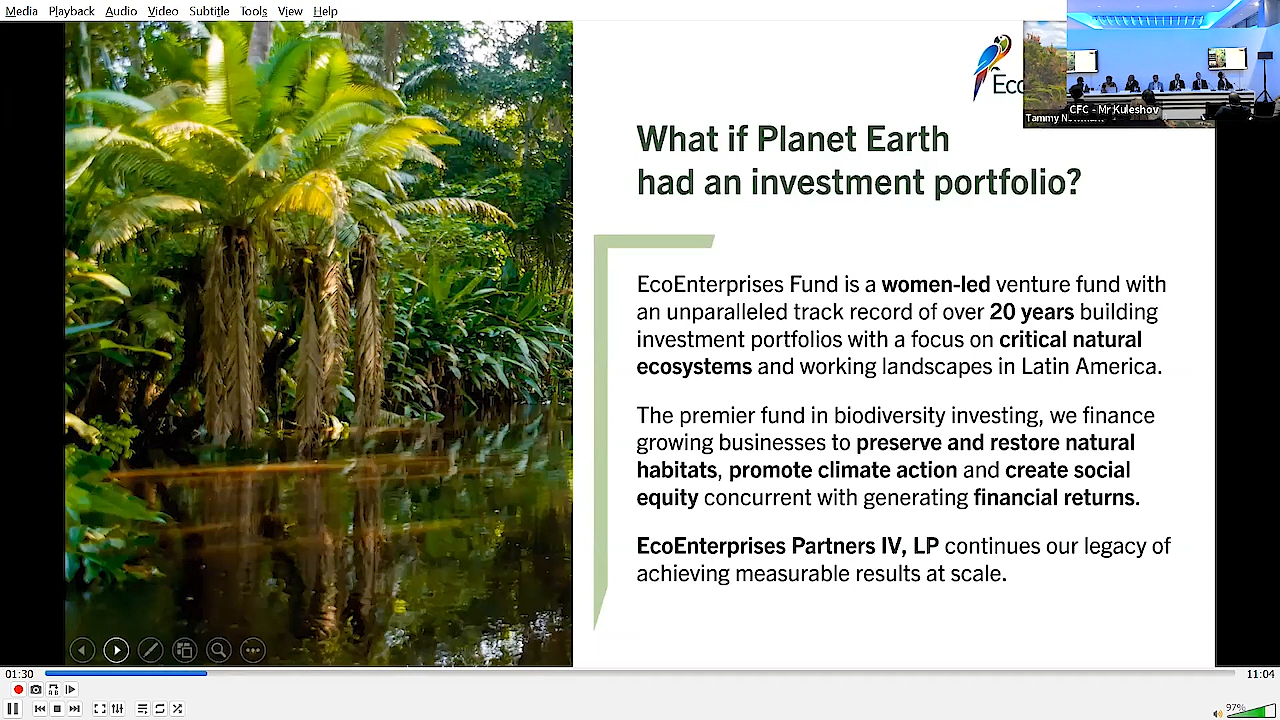 Media Playback Audio Video Subtitle Tools View Help
Eco
CFC - Mr Kuleshov
Tammy
What if Planet Earth
had an investment portfolio?
EcoEnterprises Fund is a women-led venture fund with
an unparalleled track record of over 20 years building
investment portfolios with a focus on critical natural
ecosystems and working landscapes in Latin America.
The premier fund in biodiversity investing, we finance
growing businesses to preserve and restore natural
habitats, promote climate action and create social
equity concurrent with generating financial returns.
EcoEnterprises Partners IV, LP continues our legacy of
achieving measurable results at scale.
01:30 11:04
97%